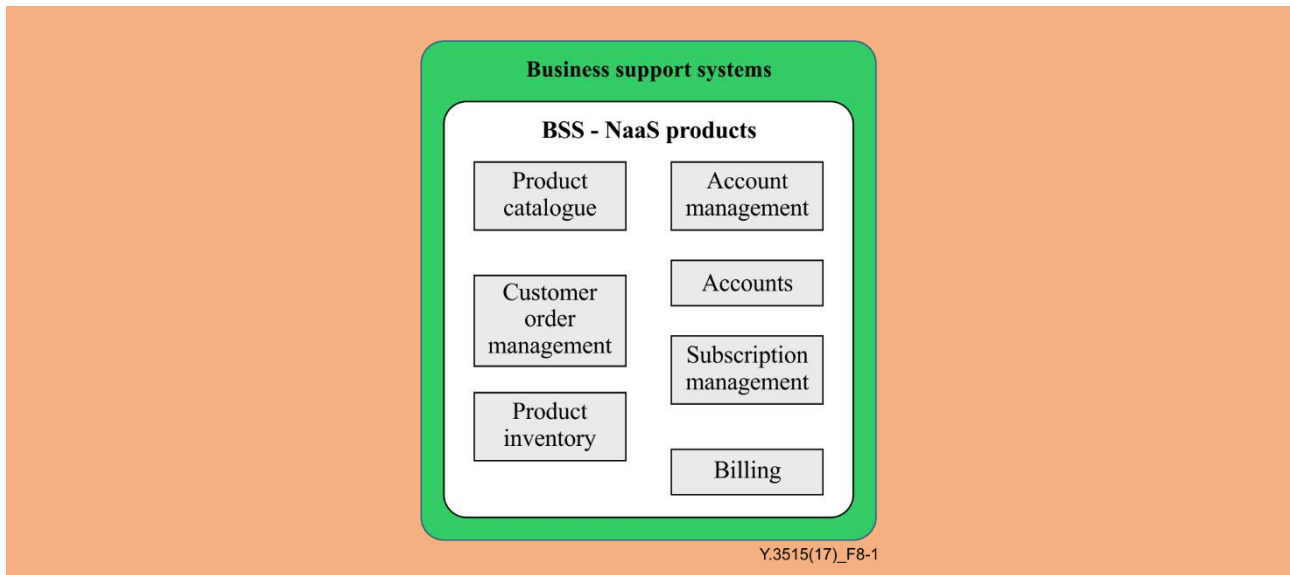 Business support systems
BSS - NaaS products
Product
catalogue
Customer
order
management
Product
inventory
Account
management
Accounts
Subscription
management
Billing
Y.3515(17)_F8-1